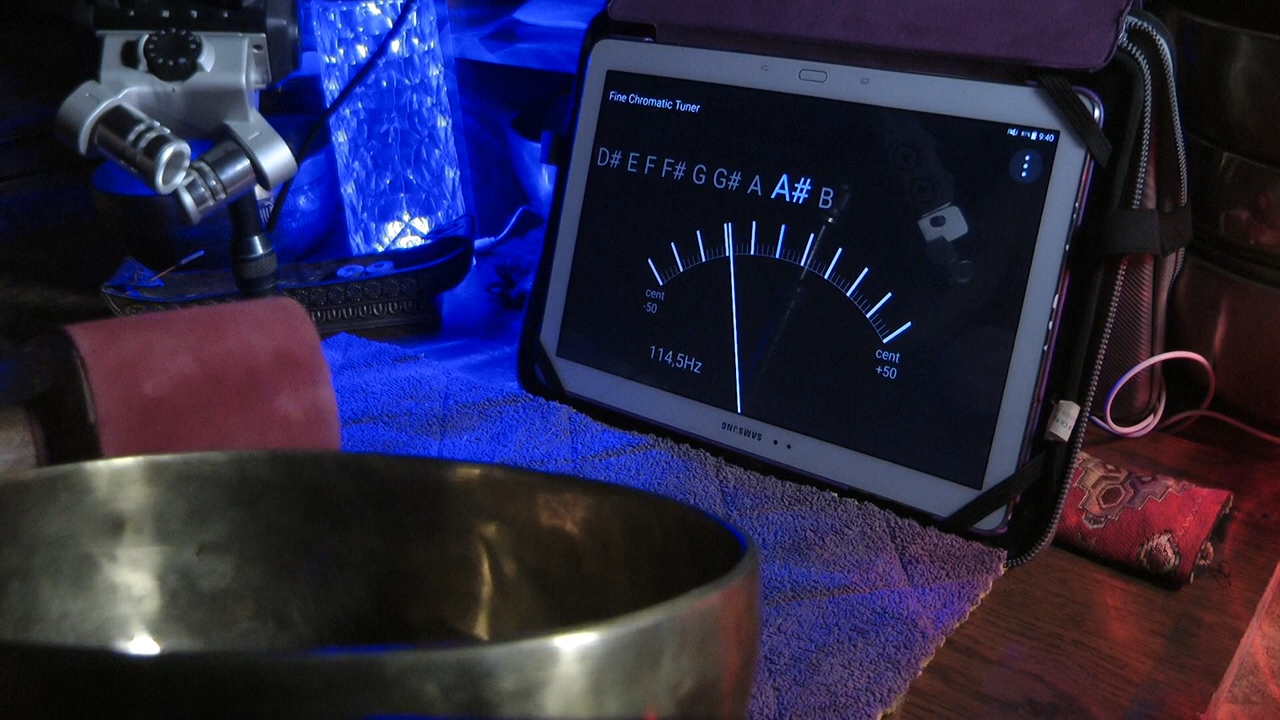 Fine Chromatic Tuner
9:40
D# E F F# G G# A A# B
cent
-50
cent
+50
114,5Hz
SAMSUNG